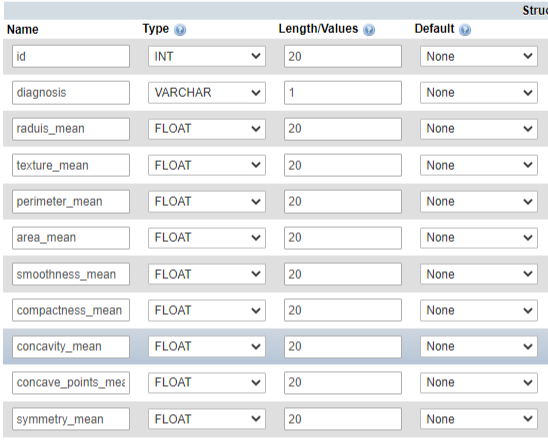 Struc
Name Type Length/Values Default
id INT 20 None
diagnosis VARCHAR 1 None
raduis_mean FLOAT 20 None
texture_mean FLOAT 20 None
perimeter_mean FLOAT 20 None
area_mean FLOAT 20 None
smoothness_mean FLOAT 20 None
compactness_mean FLOAT 20 None
concavity_mean FLOAT 20 None
concave_points_mea FLOAT 20 None
symmetry_mean FLOAT 20 None